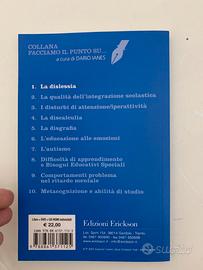 COLLANA
FACCIAMO IL PUNTO SU...
a cura di DARIO IANES
1. La dislessia
2. La qualità dell'integrazione scolastica
3. I disturbi di attenzione/iperattività
4. La discalculia
5. La disgrafia
6. L'educazione alle emozioni
7. L'autismo
8. Difficoltà di apprendimento
e Bisogni Educativi Speciali
9. Comportamenti problema
nel ritardo mentale
10. Metacognizione e abilità di studio
€ 22,00
Edizioni Erickson